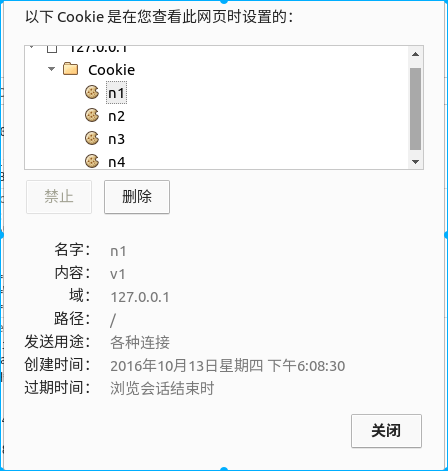 以下 Cookie 是在您查看此网页时设置的：
127.0.0.1
Cookie
n1
n2
n3
n4
禁止 删除
名字： n1
内容： v1
域： 127.0.0.1
路径： /
发送用途： 各种连接
创建时间： 2016年10月13日星期四 下午6:08:30
过期时间： 浏览会话结束时
关闭